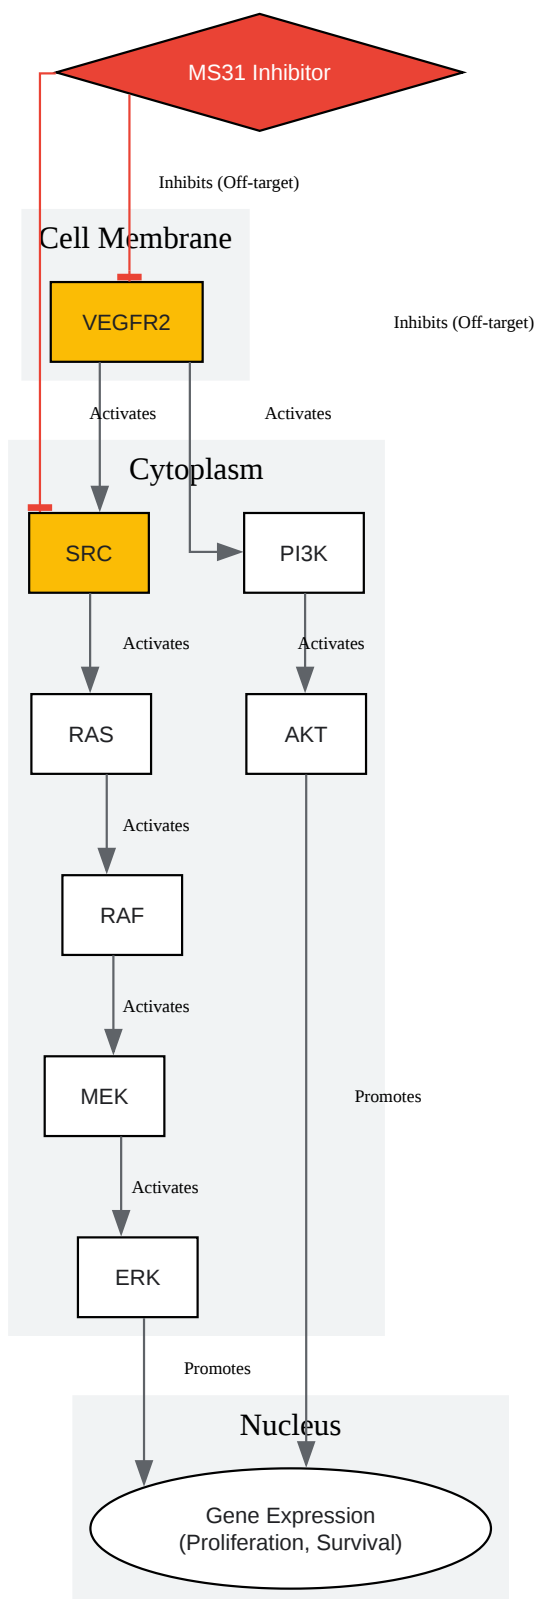 MS31 Inhibitor
Inhibits (Off-target)
Cell Membrane
VEGFR2
Inhibits (Off-target)
Activates
Activates
Cytoplasm
SRC
PI3K
Activates
Activates
RAS
AKT
Activates
RAF
Activates
MEK
Promotes
Activates
ERK
Promotes
Nucleus
Gene Expression
(Proliferation, Survival)